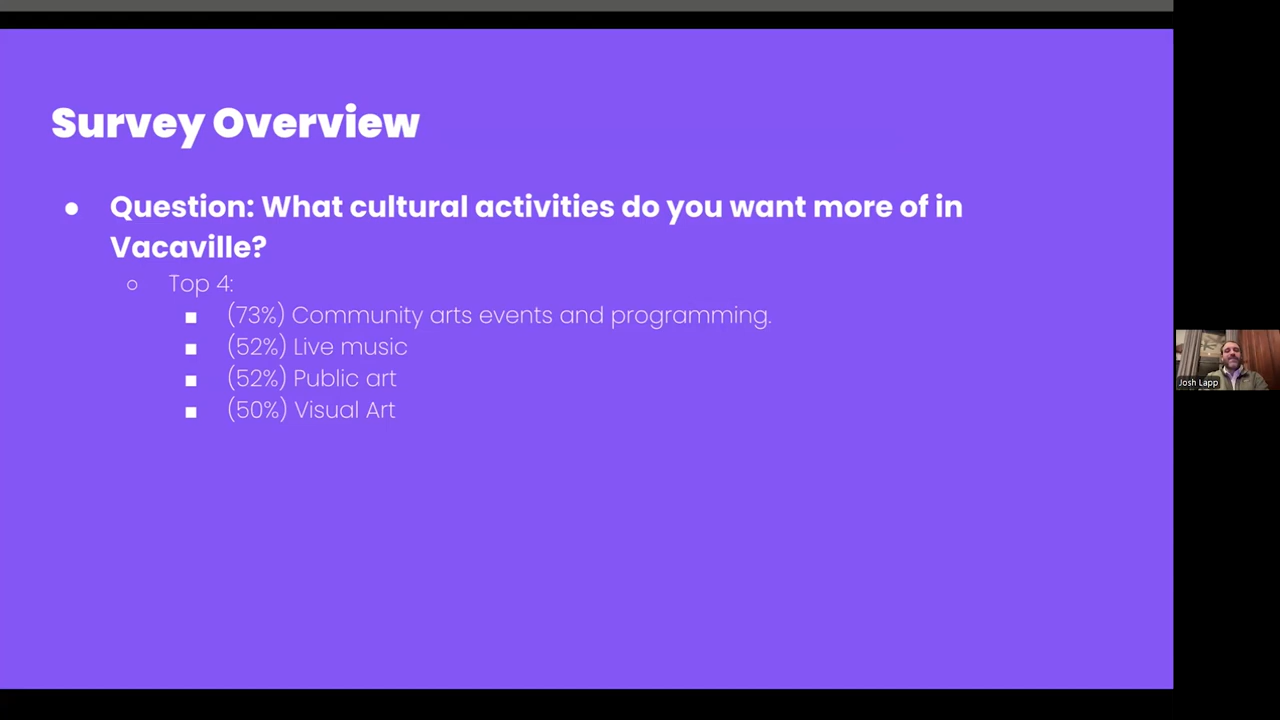 Survey Overview
● Question: What cultural activities do you want more of in
Vacaville?
○ Top 4:
■ (73%) Community arts events and programming.
■ (52%) Live music
■ (52%) Public art
■ (50%) Visual Art
Josh Lapp